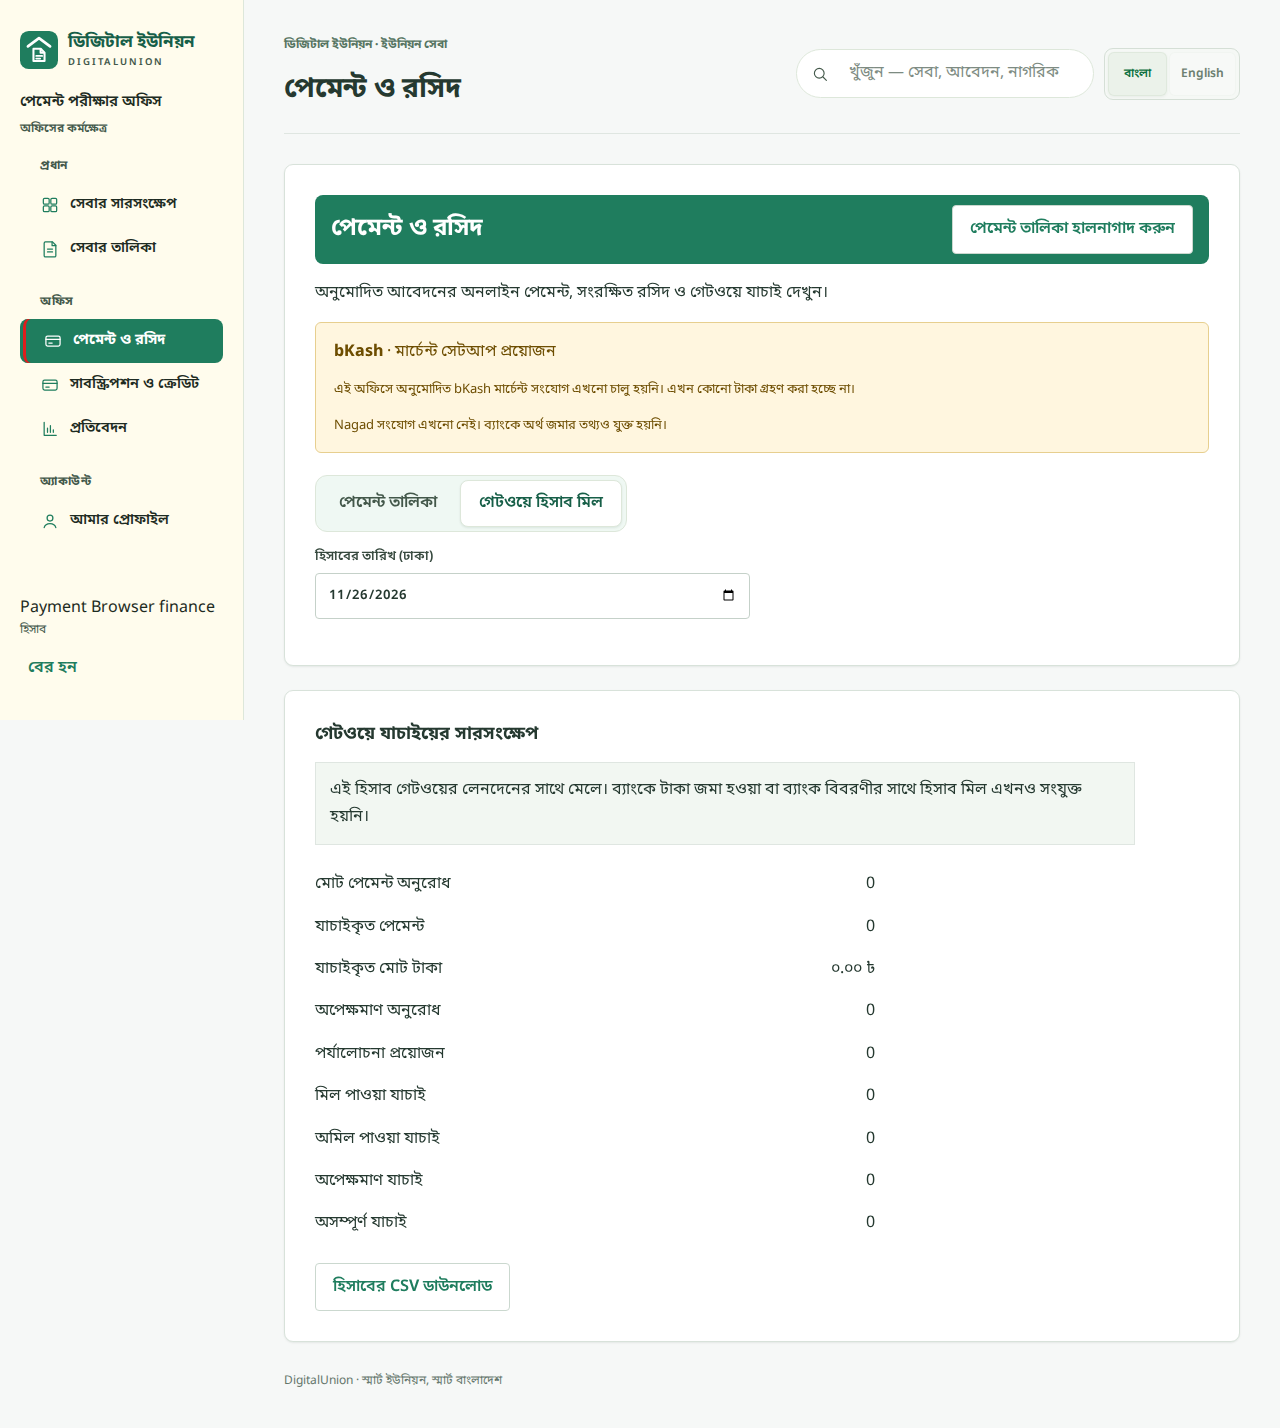 ডিজিটাল ইউনিয়ন
DIGITALUNION
পেমেন্ট পরীক্ষার অফিস
অফিসের কর্মক্ষেত্র
প্রধান
সেবার সারসংক্ষেপ
সেবার তালিকা
অফিস
পেমেন্ট ও রসিদ
সাবস্ক্রিপশন ও ক্রেডিট
প্রতিবেদন
অ্যাকাউন্ট
আমার প্রোফাইল
Payment Browser finance
হিসাব
বের হন
ডিজিটাল ইউনিয়ন · ইউনিয়ন সেবা
পেমেন্ট ও রসিদ
খুঁজুন — সেবা, আবেদন, নাগরিক
বাংলা
English
পেমেন্ট ও রসিদ
পেমেন্ট তালিকা হালনাগাদ করুন
অনুমোদিত আবেদনের অনলাইন পেমেন্ট, সংরক্ষিত রসিদ ও গেটওয়ে যাচাই দেখুন।
bKash · মার্চেন্ট সেটআপ প্রয়োজন
এই অফিসে অনুমোদিত bKash মার্চেন্ট সংযোগ এখনো চালু হয়নি। এখন কোনো টাকা গ্রহণ করা হচ্ছে না।
Nagad সংযোগ এখনো নেই। ব্যাংকে অর্থ জমার তথ্যও যুক্ত হয়নি।
পেমেন্ট তালিকা
গেটওয়ে হিসাব মিল
হিসাবের তারিখ (ঢাকা)
11/26/2026
গেটওয়ে যাচাইয়ের সারসংক্ষেপ
এই হিসাব গেটওয়ের লেনদেনের সাথে মেলে। ব্যাংকে টাকা জমা হওয়া বা ব্যাংক বিবরণীর সাথে হিসাব মিল এখনও সংযুক্ত
হয়নি।
মোট পেমেন্ট অনুরোধ 0
যাচাইকৃত পেমেন্ট 0
যাচাইকৃত মোট টাকা ০.০০ ৳
অপেক্ষমাণ অনুরোধ 0
পর্যালোচনা প্রয়োজন 0
মিল পাওয়া যাচাই 0
অমিল পাওয়া যাচাই 0
অপেক্ষমাণ যাচাই 0
অসম্পূর্ণ যাচাই 0
হিসাবের CSV ডাউনলোড
DigitalUnion · স্মার্ট ইউনিয়ন, স্মার্ট বাংলাদেশ